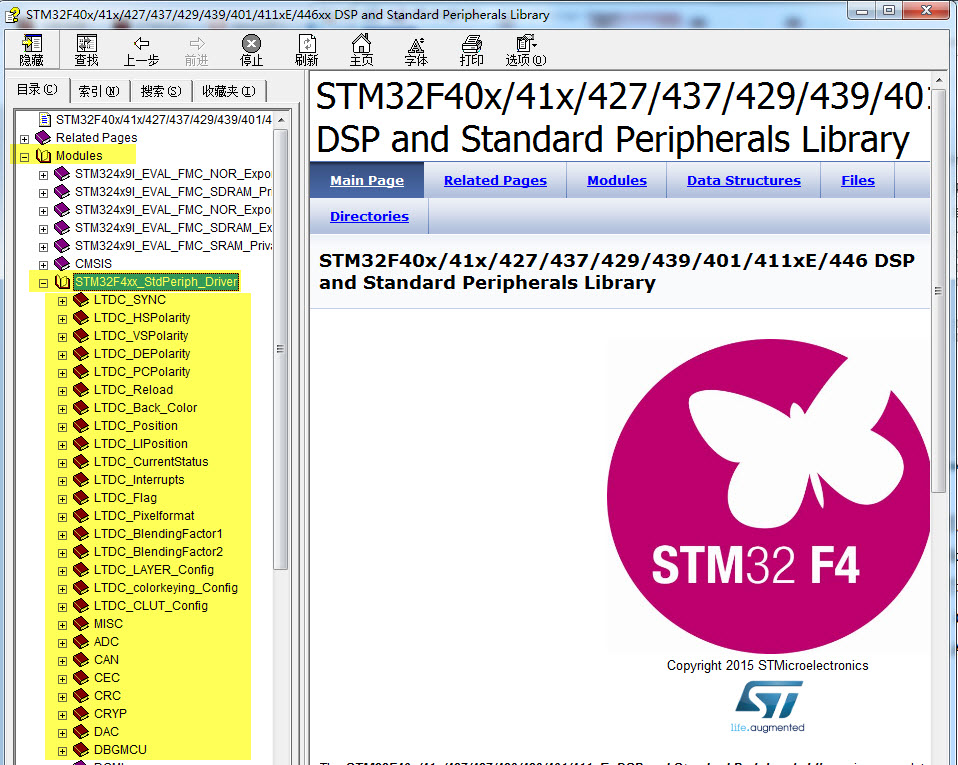 STM32F40x/41x/427/437/429/439/401/411xE/446xx DSP and Standard Peripherals Library
隐藏 查找 上一步 前进 停止 刷新 主页 字体 打印 选项(O)
目录(C) 索引(N) 搜索(S) 收藏夹(I)
STM32F40x/41x/427/437/429/439/401/4
Related Pages
Modules
STM324x9I_EVAL_FMC_NOR_Expo
STM324x9I_EVAL_FMC_SDRAM_Pr
STM324x9I_EVAL_FMC_NOR_Expo
STM324x9I_EVAL_FMC_SDRAM_Ex
STM324x9I_EVAL_FMC_SRAM_Priva
CMSIS
STM32F4xx_StdPeriph_Driver
LTDC_SYNC
LTDC_HSPolarity
LTDC_VSPolarity
LTDC_DEPolarity
LTDC_PCPolarity
LTDC_Reload
LTDC_Back_Color
LTDC_Position
LTDC_LIPosition
LTDC_CurrentStatus
LTDC_Interrupts
LTDC_Flag
LTDC_Pixelformat
LTDC_BlendingFactor1
LTDC_BlendingFactor2
LTDC_LAYER_Config
LTDC_colorkeying_Config
LTDC_CLUT_Config
MISC
ADC
CAN
CEC
CRC
CRYP
DAC
DBGMCU
STM32F40x/41x/427/437/429/439/401
DSP and Standard Peripherals Library
Main Page Related Pages Modules Data Structures Files
Directories
STM32F40x/41x/427/437/429/439/401/411xE/446 DSP
and Standard Peripherals Library
STM32 F4
Copyright 2015 STMicroelectronics
ST
life.augmented